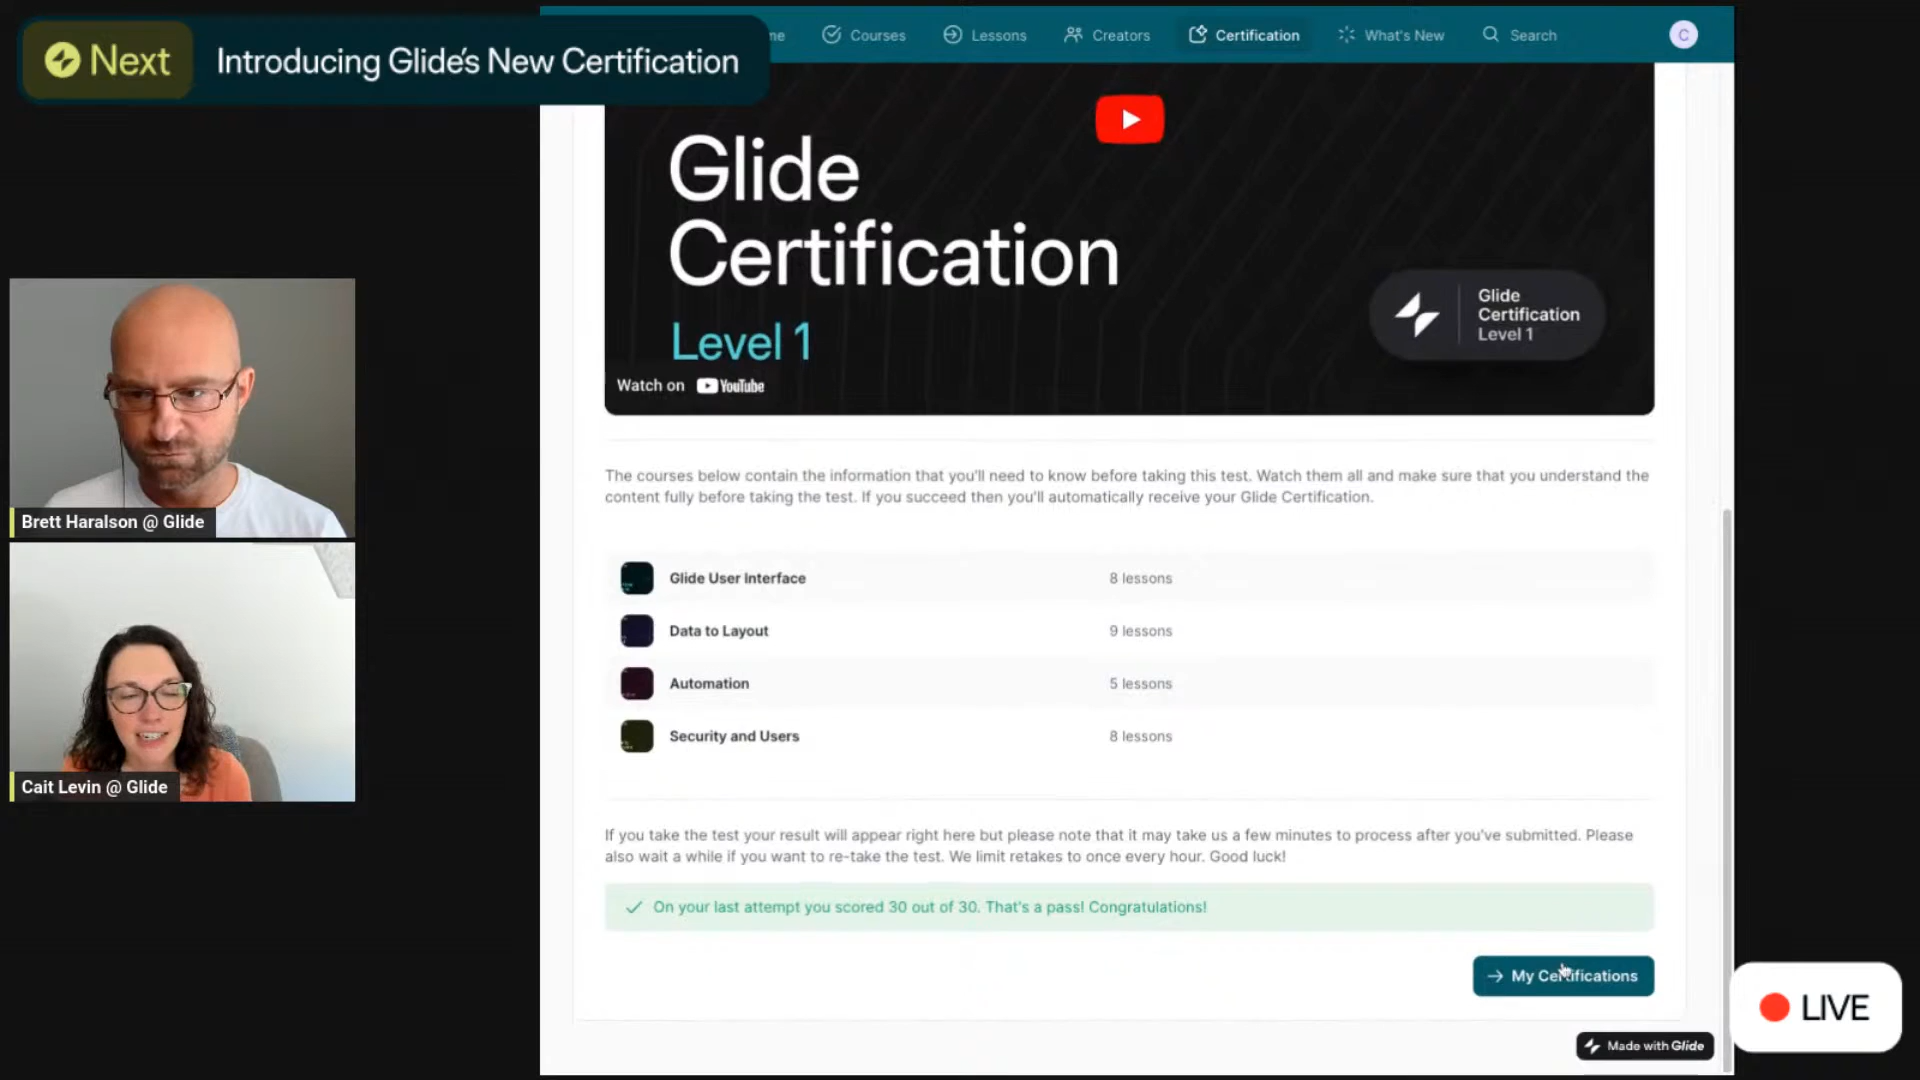 Next
Introducing Glide's New Certification
me
Courses
Lessons
Creators
Certification
What's New
Search
C
Glide
Certification
Level 1
Glide
Certification
Level 1
Watch on YouTube
The courses below contain the information that you'll need to know before taking this test. Watch them all and make sure that you understand the
content fully before taking the test. If you succeed then you'll automatically receive your Glide Certification.
Glide User Interface 8 lessons
Data to Layout 9 lessons
Automation 5 lessons
Security and Users 8 lessons
If you take the test your result will appear right here but please note that it may take us a few minutes to process after you've submitted. Please
also wait a while if you want to re-take the test. We limit retakes to once every hour. Good luck!
On your last attempt you scored 30 out of 30. That's a pass! Congratulations!
My Certifications
Made with Glide
Brett Haralson @ Glide
Cait Levin @ Glide
LIVE